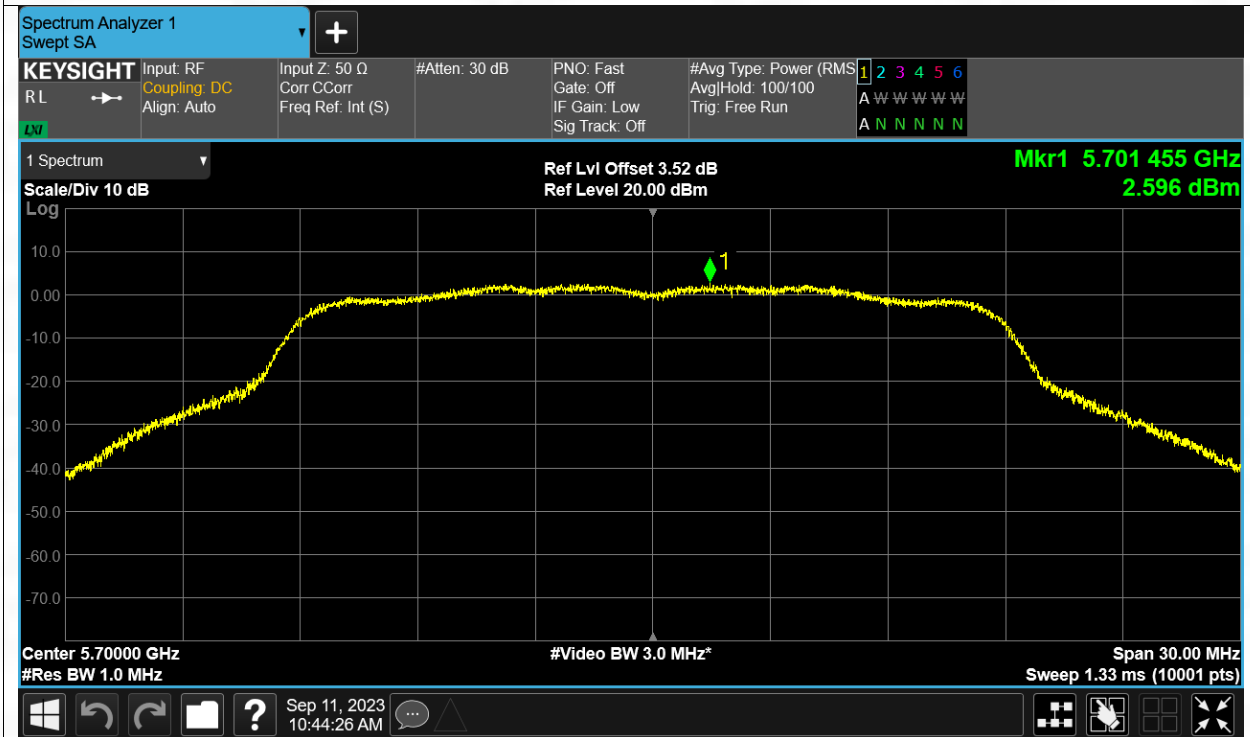 Spectrum Analyzer 1
Swept SA
+
KEYSIGHT
RL
LXI
Input: RF
Coupling: DC
Align: Auto
Input Z: 50 Ω
Corr CCorr
Freq Ref: Int (S)
#Atten: 30 dB
PNO: Fast
Gate: Off
IF Gain: Low
Sig Track: Off
#Avg Type: Power (RMS
Avg|Hold: 100/100
Trig: Free Run
1 2 3 4 5 6
A W W W W W
A N N N N N
1 Spectrum
Scale/Div 10 dB
Log
Ref Lvl Offset 3.52 dB
Ref Level 20.00 dBm
Mkr1 5.701 455 GHz
2.596 dBm
1
10.0
0.00
-10.0
-20.0
-30.0
-40.0
-50.0
-60.0
-70.0
Center 5.70000 GHz
#Res BW 1.0 MHz
#Video BW 3.0 MHz*
Span 30.00 MHz
Sweep 1.33 ms (10001 pts)
?
Sep 11, 2023
10:44:26 AM